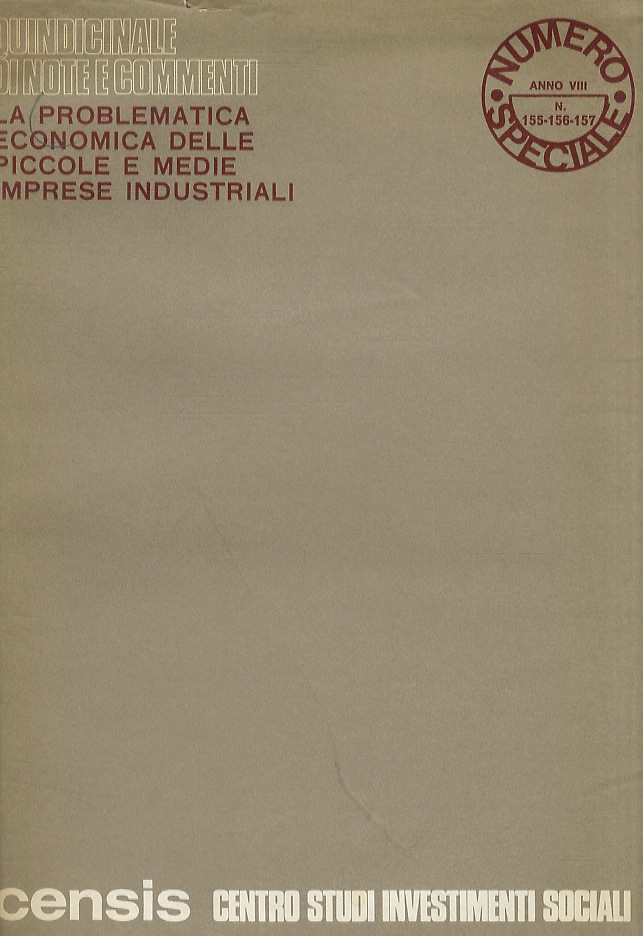 QUINDICINALE
DI NOTE E COMMENTI
LA PROBLEMATICA
ECONOMICA DELLE
PICCOLE E MEDIE
IMPRESE INDUSTRIALI
NUMERO
ANNO VIII
N.
155-156-157
SPECIALE
censis CENTRO STUDI INVESTIMENTI SOCIALI